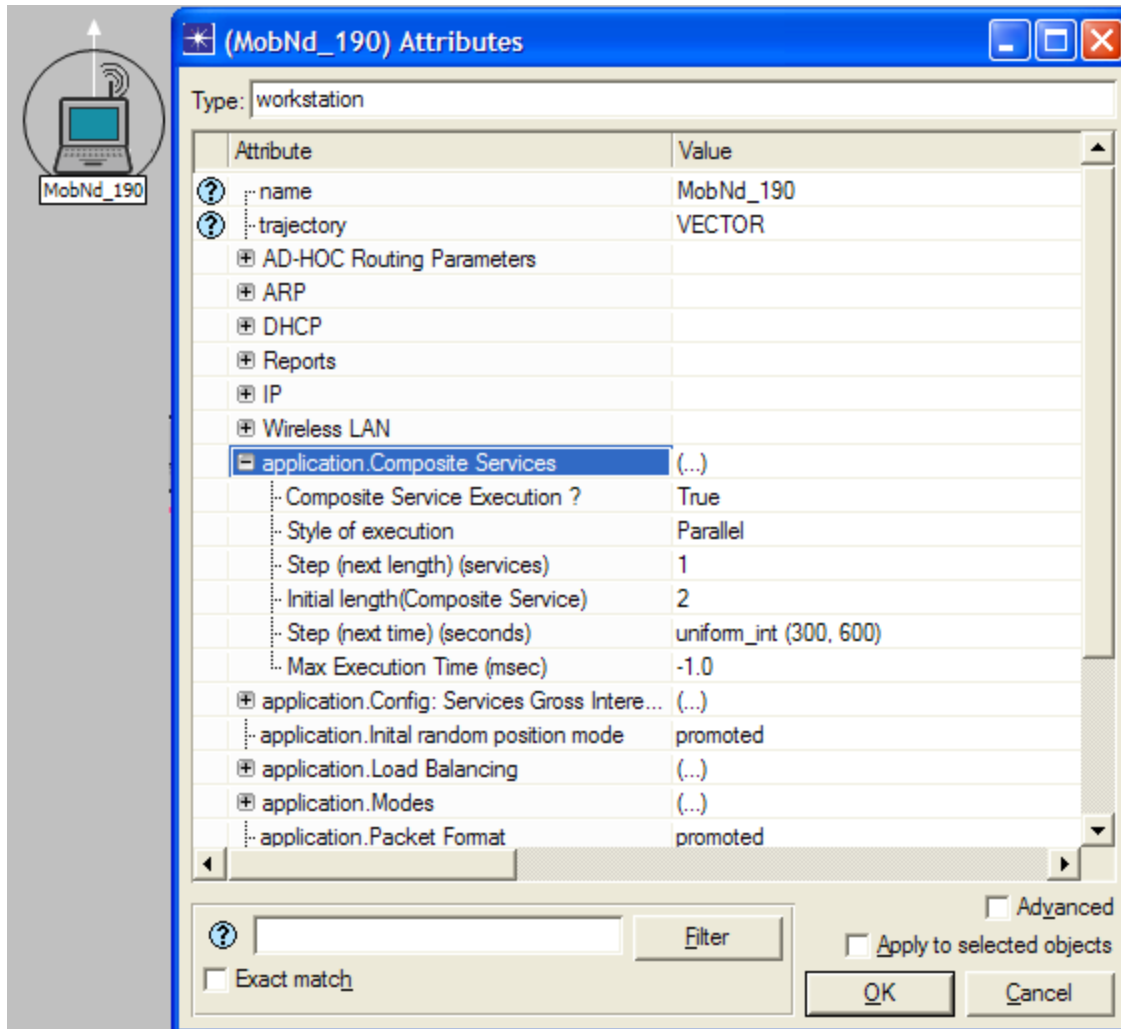 (MobNd_190) Attributes
Type: workstation
Attribute Value
name MobNd_190
trajectory VECTOR
AD-HOC Routing Parameters
ARP
DHCP
Reports
IP
Wireless LAN
application.Composite Services (...)
Composite Service Execution ? True
Style of execution Parallel
Step (next length) (services) 1
Initial length(Composite Service) 2
Step (next time) (seconds) uniform_int (300, 600)
Max Execution Time (msec) -1.0
application.Config: Services Gross Intere... (...)
application.Inital random position mode promoted
application.Load Balancing (...)
application.Modes (...)
application.Packet Format promoted
Advanced
Filter
Apply to selected objects
Exact match
OK Cancel
MobNd_190